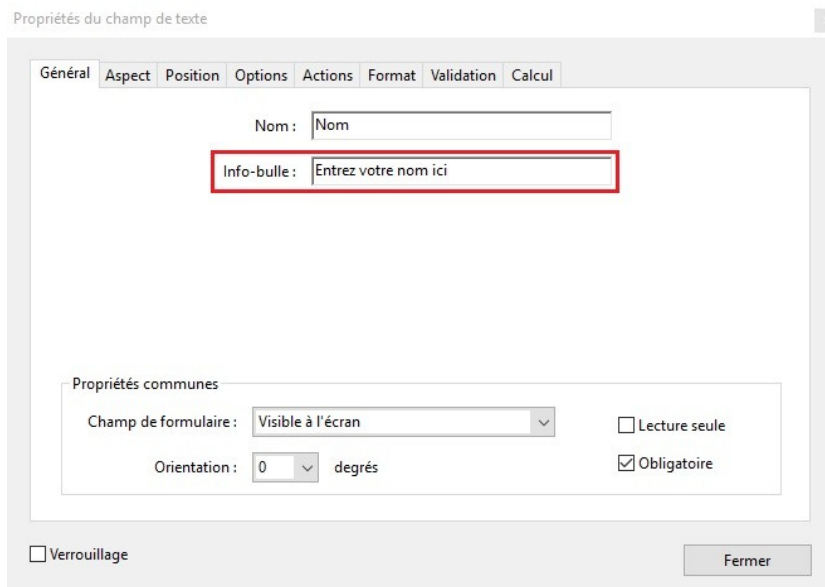 Propriétés du champ de texte
Général Aspect Position Options Actions Format Validation Calcul
Nom : Nom
Info-bulle : Entrez votre nom ici
Propriétés communes
Champ de formulaire : Visible à l'écran
Lecture seule
Orientation : 0 degrés
Obligatoire
Verrouillage
Fermer